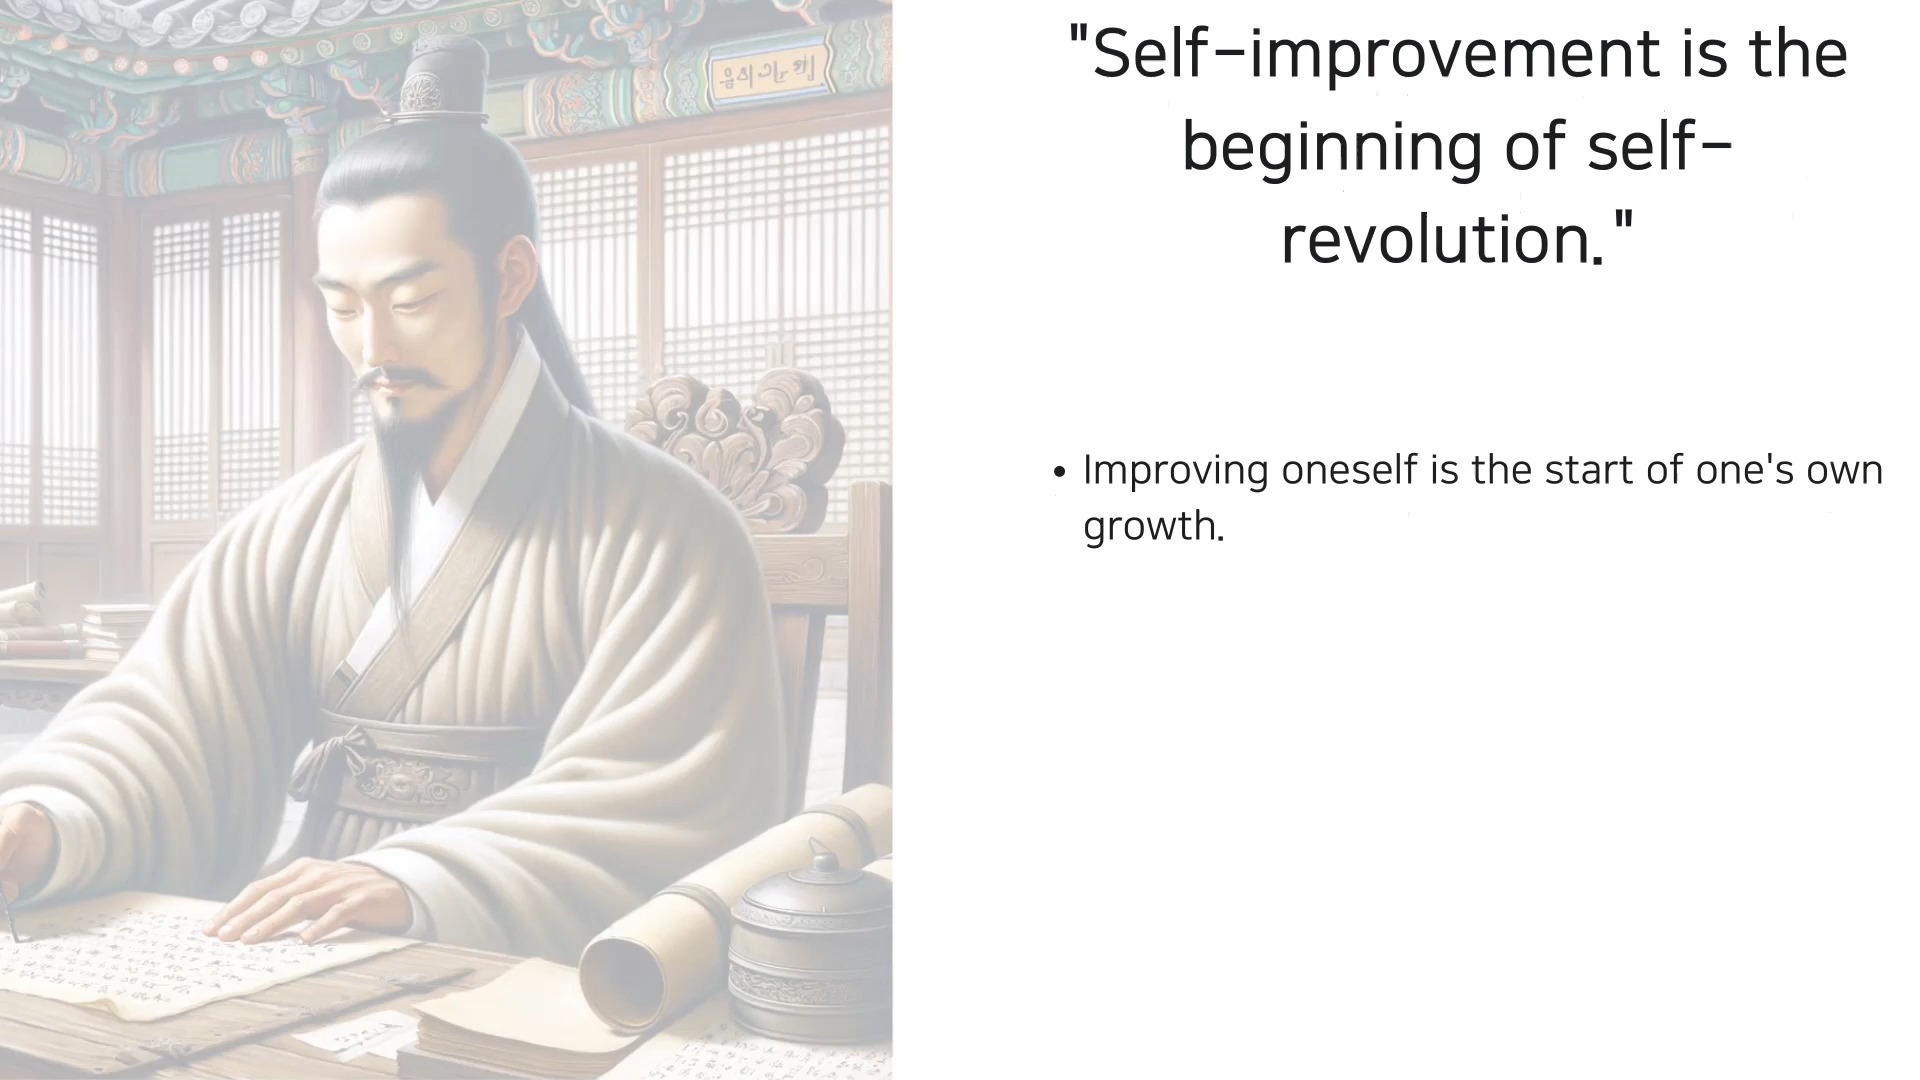 "Self-improvement is the
beginning of self-
revolution."
• Improving oneself is the start of one's own
growth.